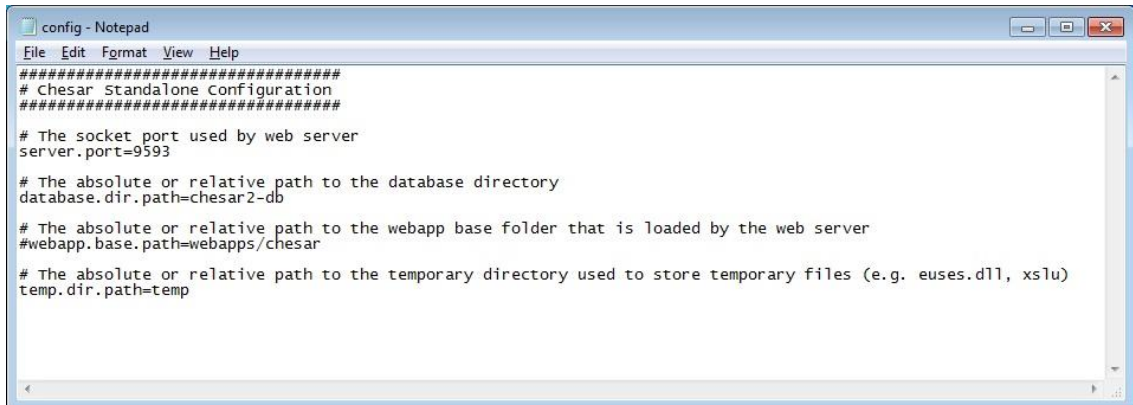 config - Notepad
File Edit Format View Help
##################################
# Chesar Standalone Configuration
##################################
# The socket port used by web server
server.port=9593
# The absolute or relative path to the database directory
database.dir.path=chesar2-db
# The absolute or relative path to the webapp base folder that is loaded by the web server
#webapp.base.path=webapps/chesar
# The absolute or relative path to the temporary directory used to store temporary files (e.g. euses.dll, xslu)
temp.dir.path=temp